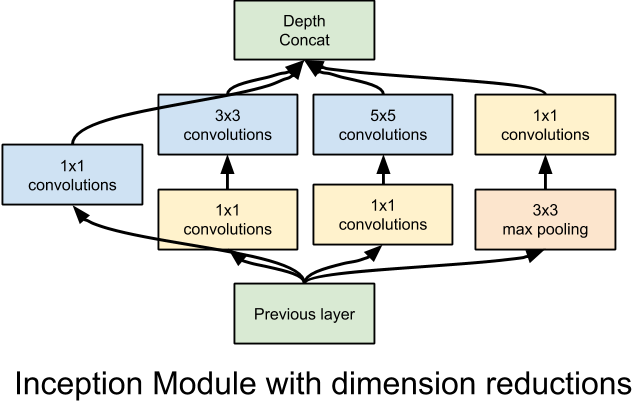 Depth
Concat
3x3
convolutions
5x5
convolutions
1x1
convolutions
1x1
convolutions
1x1
convolutions
1x1
convolutions
3x3
max pooling
Previous layer
Inception Module with dimension reductions